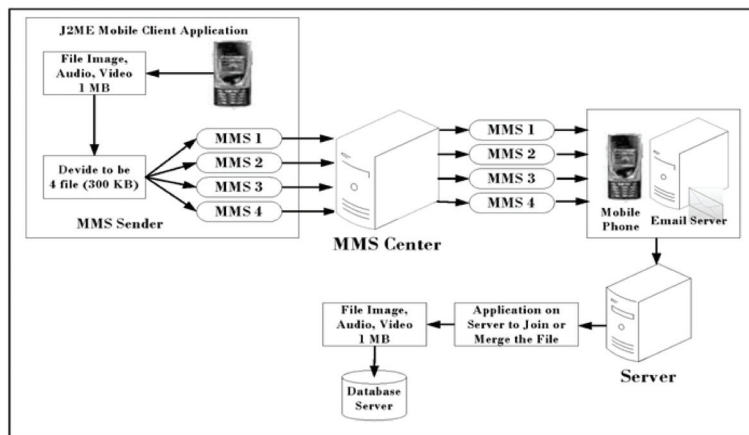 J2ME Mobile Client Application
File Image,
Audio, Video
1 MB
Devide to be
4 file (300 KB)
MMS 1
MMS 2
MMS 3
MMS 4
MMS Sender
MMS Center
MMS 1
MMS 2
MMS 3
MMS 4
Mobile
Phone
Email Server
Server
Application on
Server to Join or
Merge the File
File Image,
Audio, Video
1 MB
Database
Server